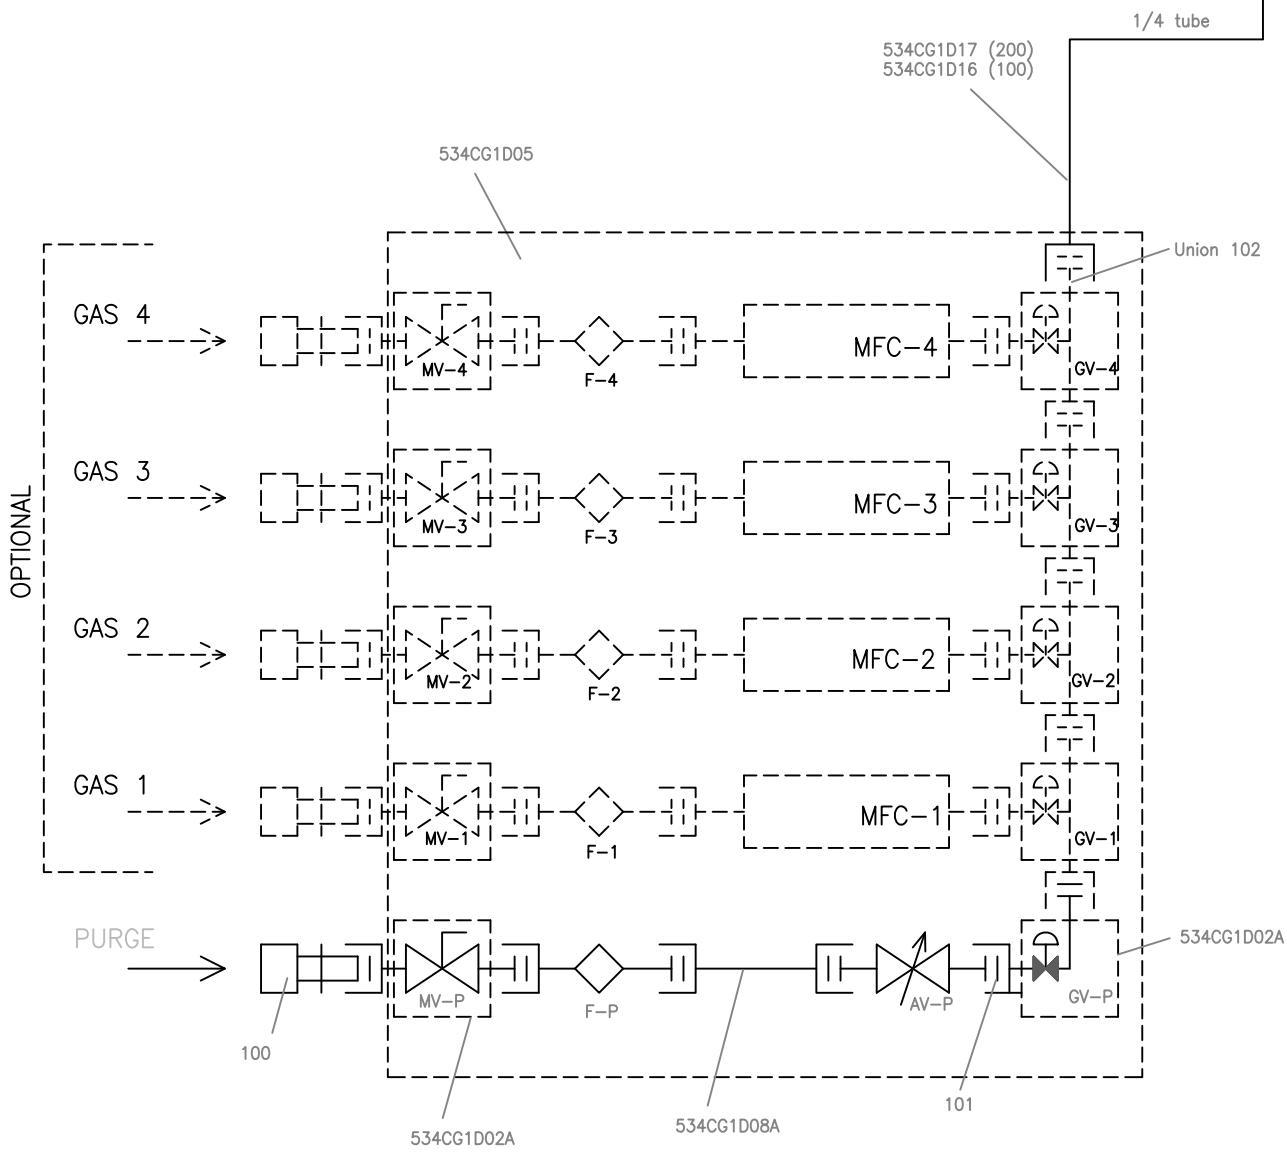 1/4 tube
534CG1D17 (200)
534CG1D16 (100)
534CG1D05
Union 102
GAS 4
MV-4
F-4
MFC-4
GV-4
OPTIONAL
GAS 3
MV-3
F-3
MFC-3
GV-3
GAS 2
MV-2
F-2
MFC-2
GV-2
GAS 1
MV-1
F-1
MFC-1
GV-1
PURGE
MV-P
F-P
AV-P
GV-P
534CG1D02A
100
101
534CG1D08A
534CG1D02A